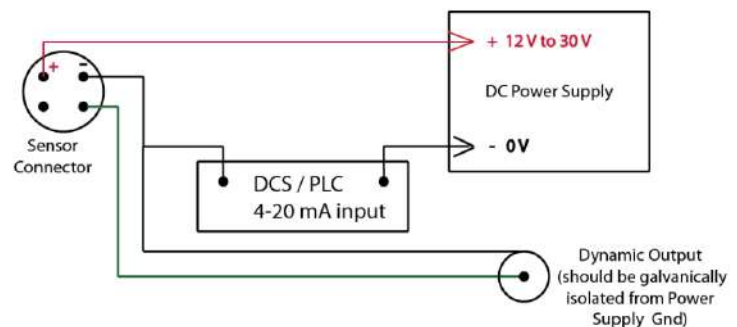 + 12 V to 30 V
+ -
DC Power Supply
Sensor
Connector
- 0V
DCS / PLC
4-20 mA input
Dynamic Output
(should be galvanically
isolated from Power
Supply Gnd)